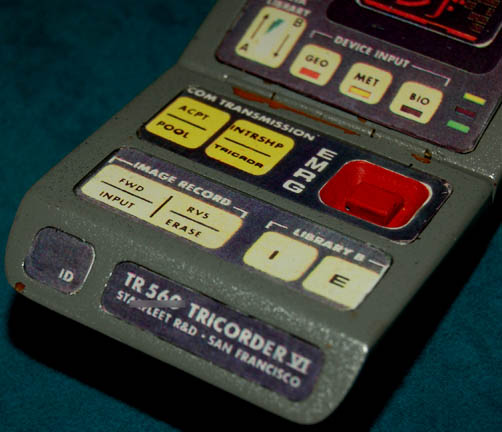 LIBRARY
B
A
DEVICE INPUT
GEO
MET
BIO
COM TRANSMISSION
ACPT
POOL
INTRSHP
TRICRDR
EMRG
IMAGE RECORD
FWD
INPUT
RVS
ERASE
LIBRARY B
I
E
ID
TR 560 TRICORDER VI
STARFLEET R&D • SAN FRANCISCO